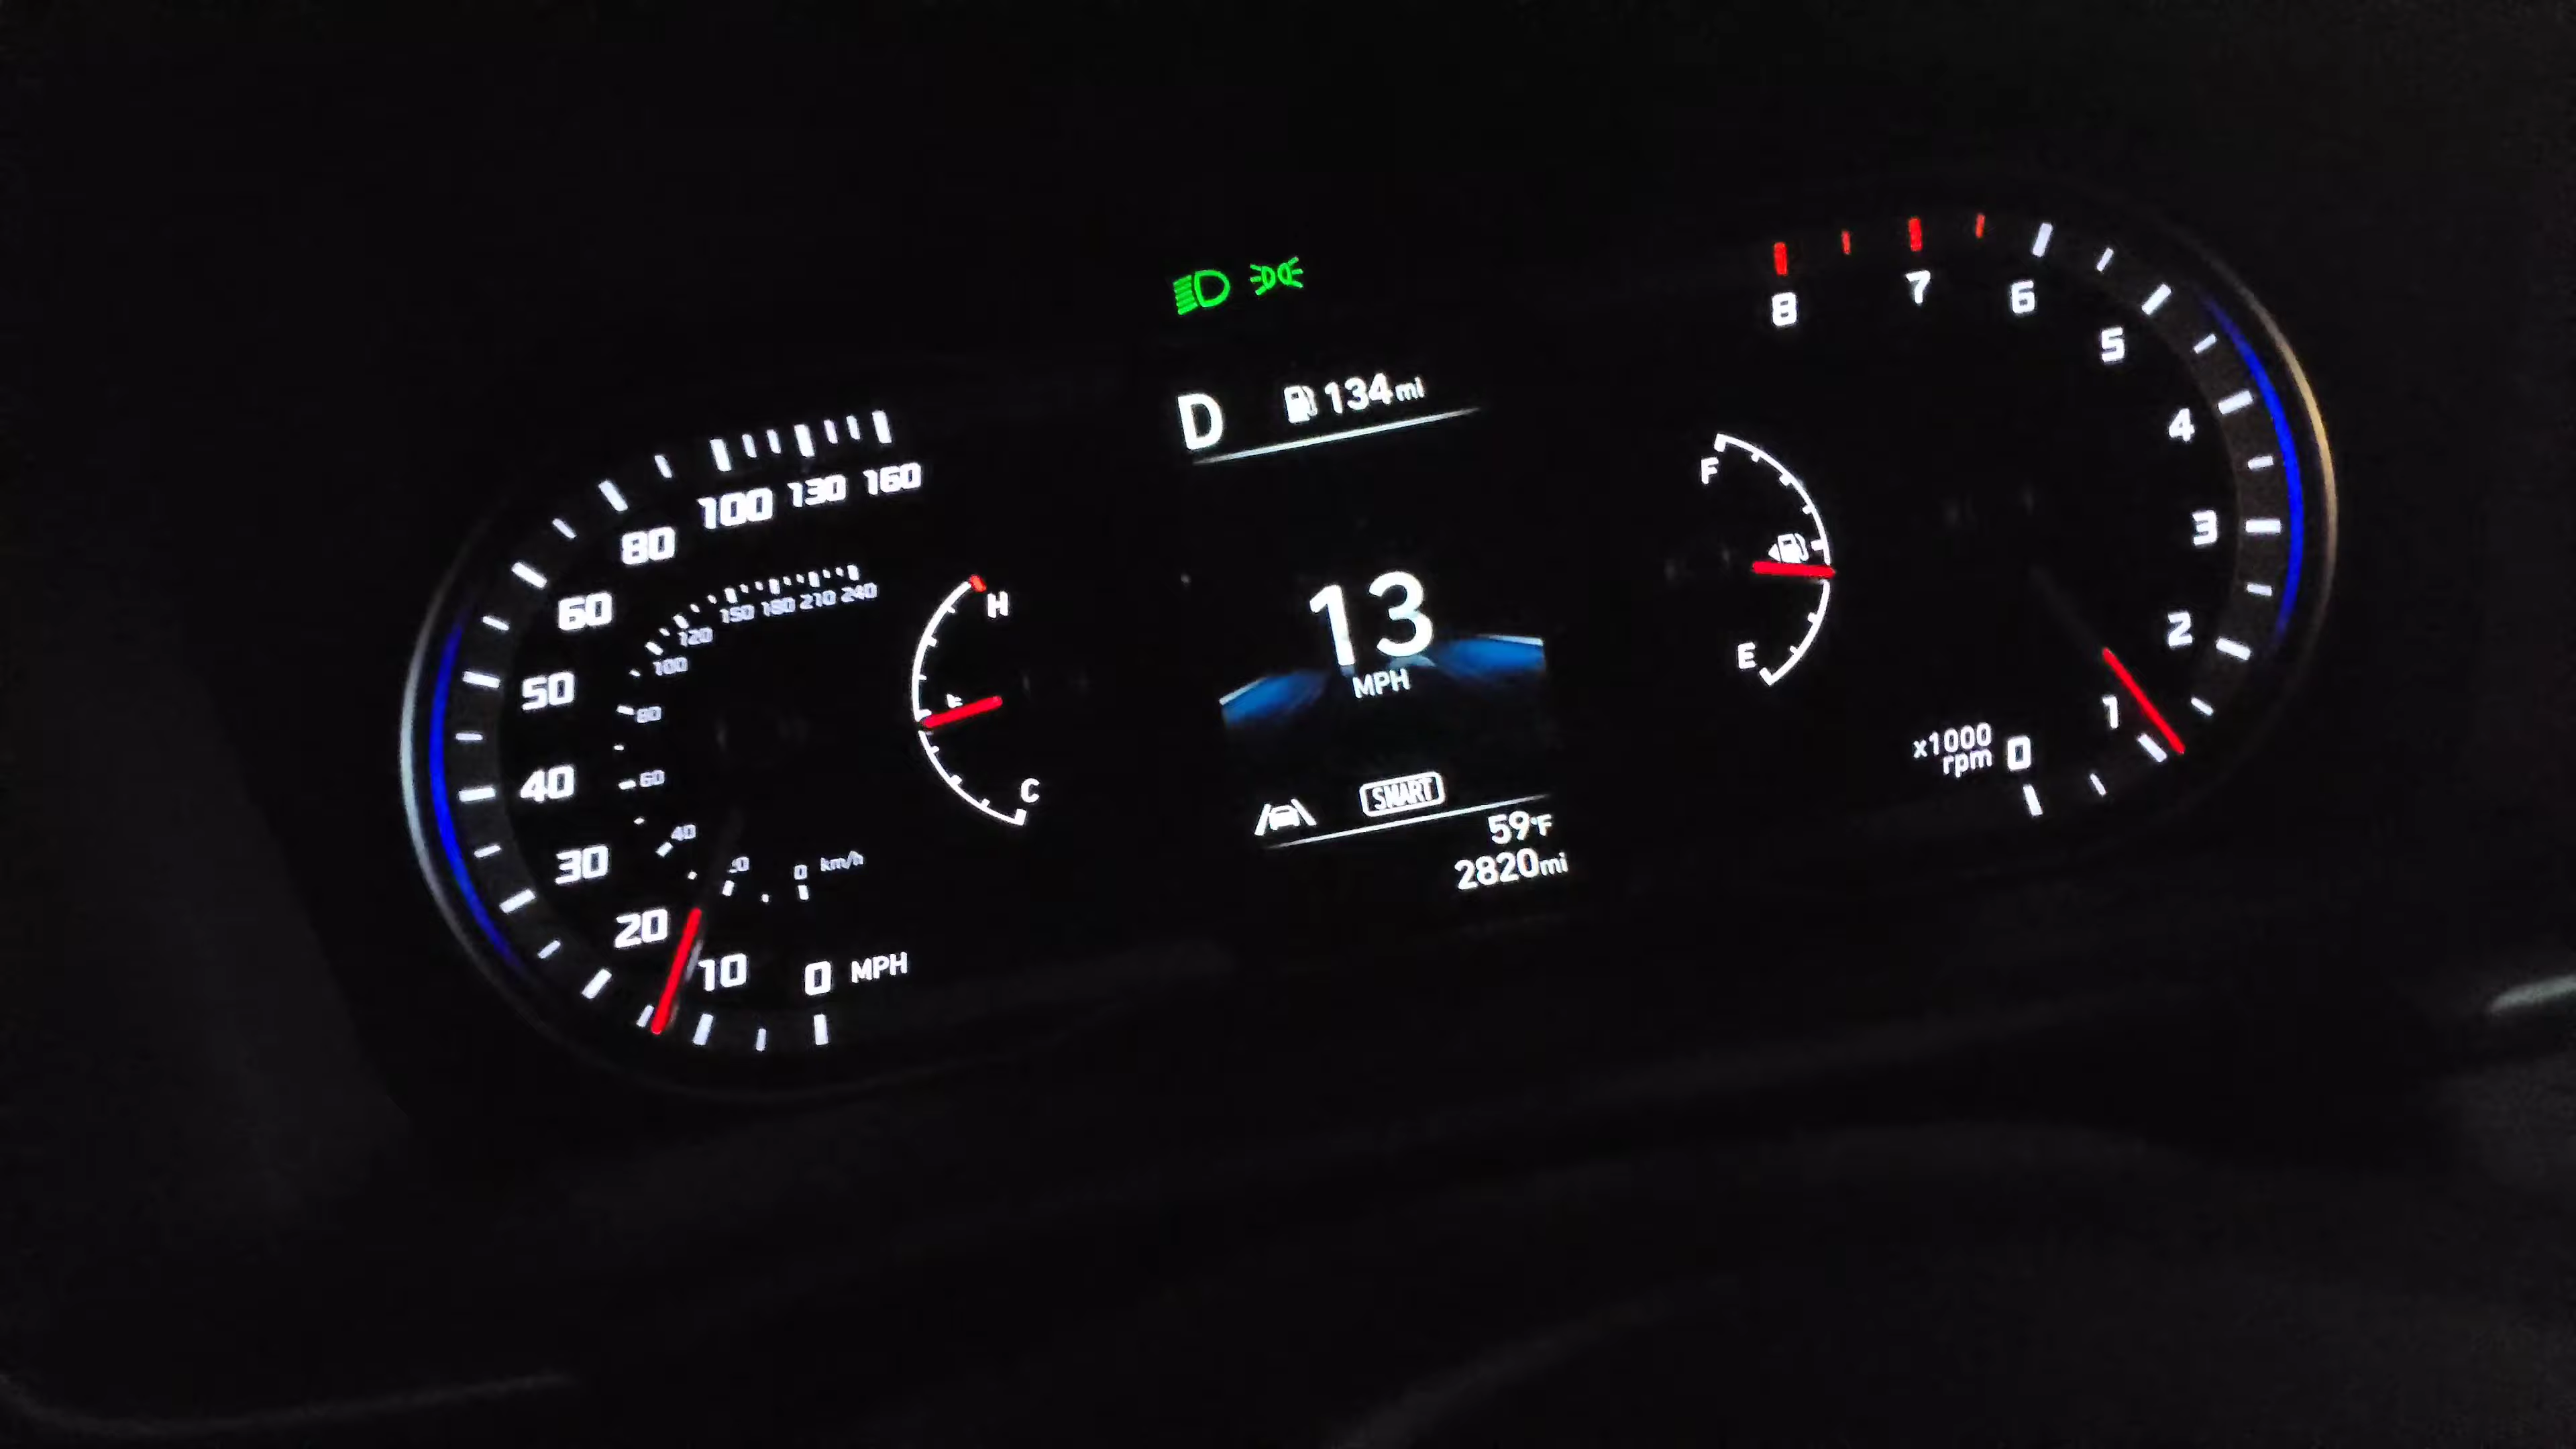 D 134mi
8 7 6 5 4 3 2 1 0
x1000
rpm
160 130 100 80 60 50 40 30 20 10 0 MPH
240 210 180 150 120 100 80 60 40 0 km/h
H
C
F
E
13
MPH
SMART
59°F
2820mi